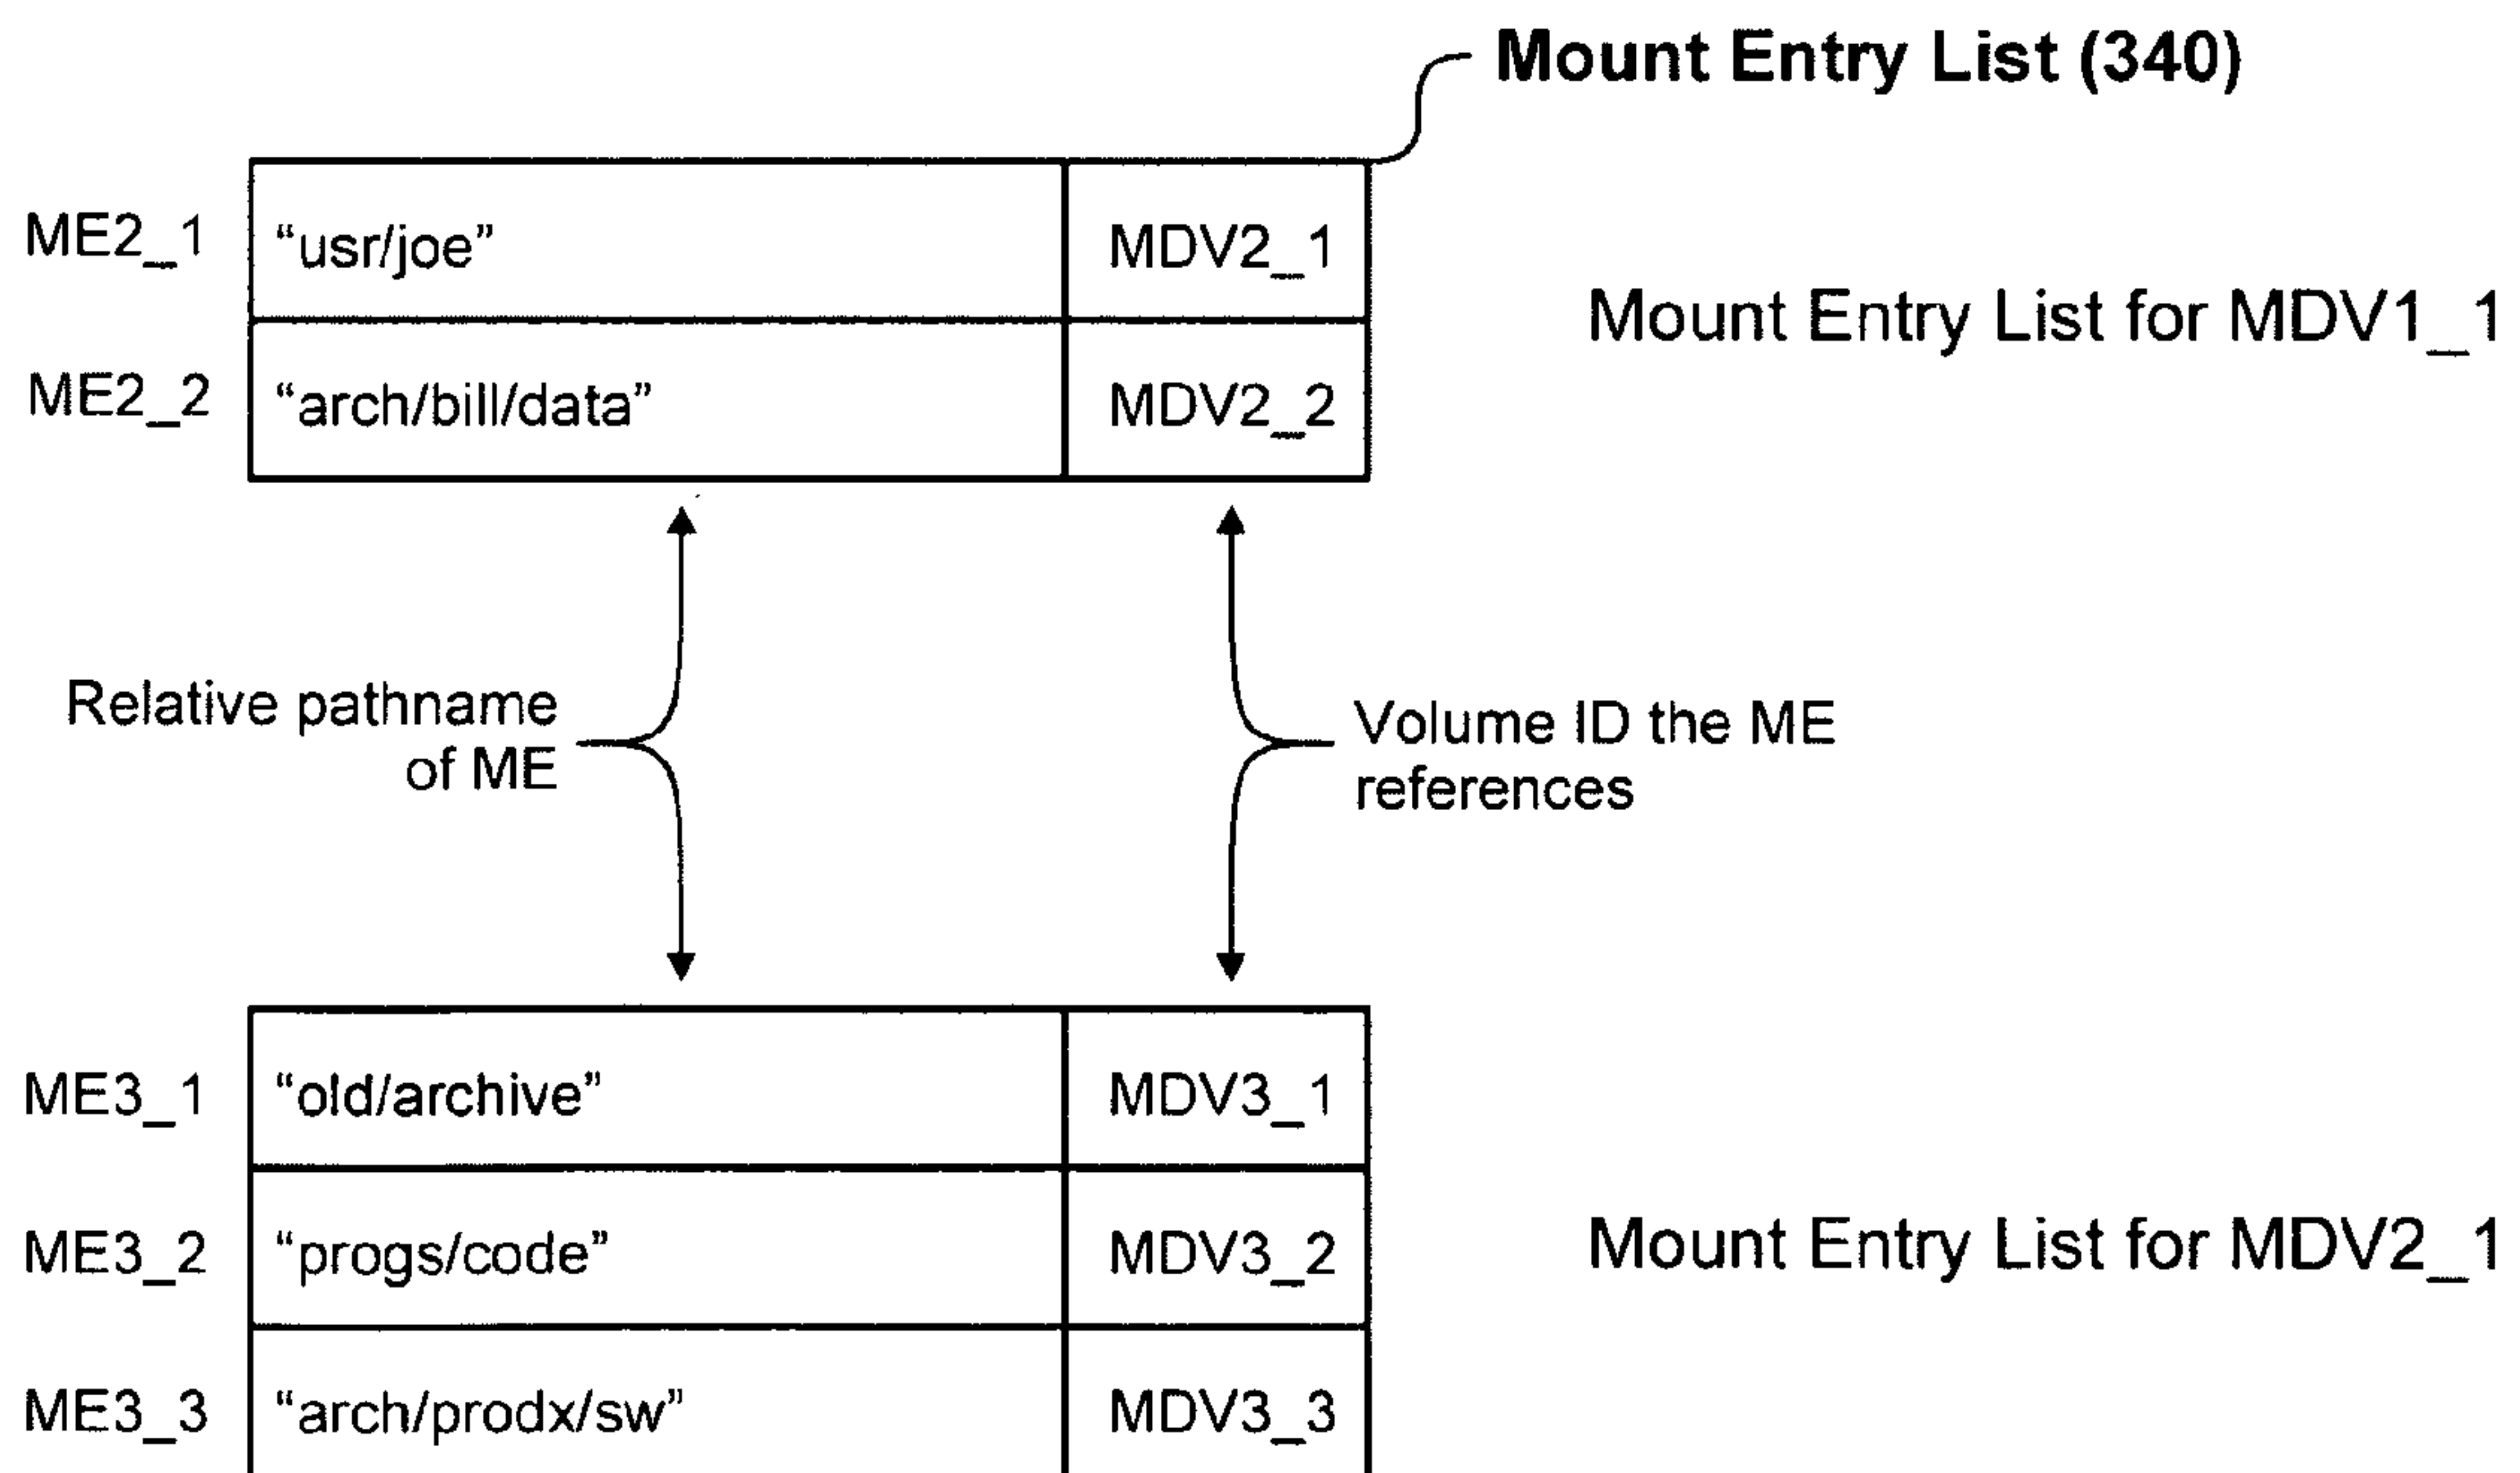 Mount Entry List (340)
ME2_1 “usr/joe” MDV2_1
Mount Entry List for MDV1_1
ME2_2 “arch/bill/data” MDV2_2
Relative pathname
of ME
Volume ID the ME
references
ME3_1 “old/archive” MDV3_1
ME3_2 “progs/code” MDV3_2
Mount Entry List for MDV2_1
ME3_3 “arch/prodx/sw” MDV3_3